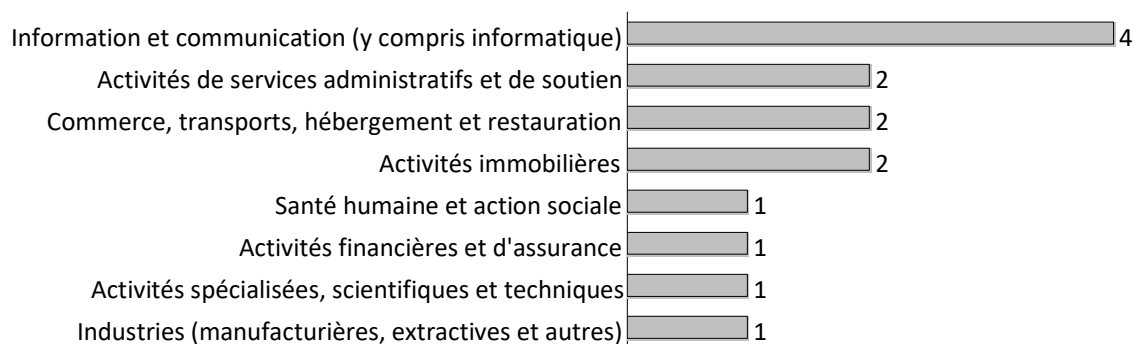 Information et communication (y compris informatique) 4
Activités de services administratifs et de soutien 2
Commerce, transports, hébergement et restauration 2
Activités immobilières 2
Santé humaine et action sociale 1
Activités financières et d'assurance 1
Activités spécialisées, scientifiques et techniques 1
Industries (manufacturières, extractives et autres) 1